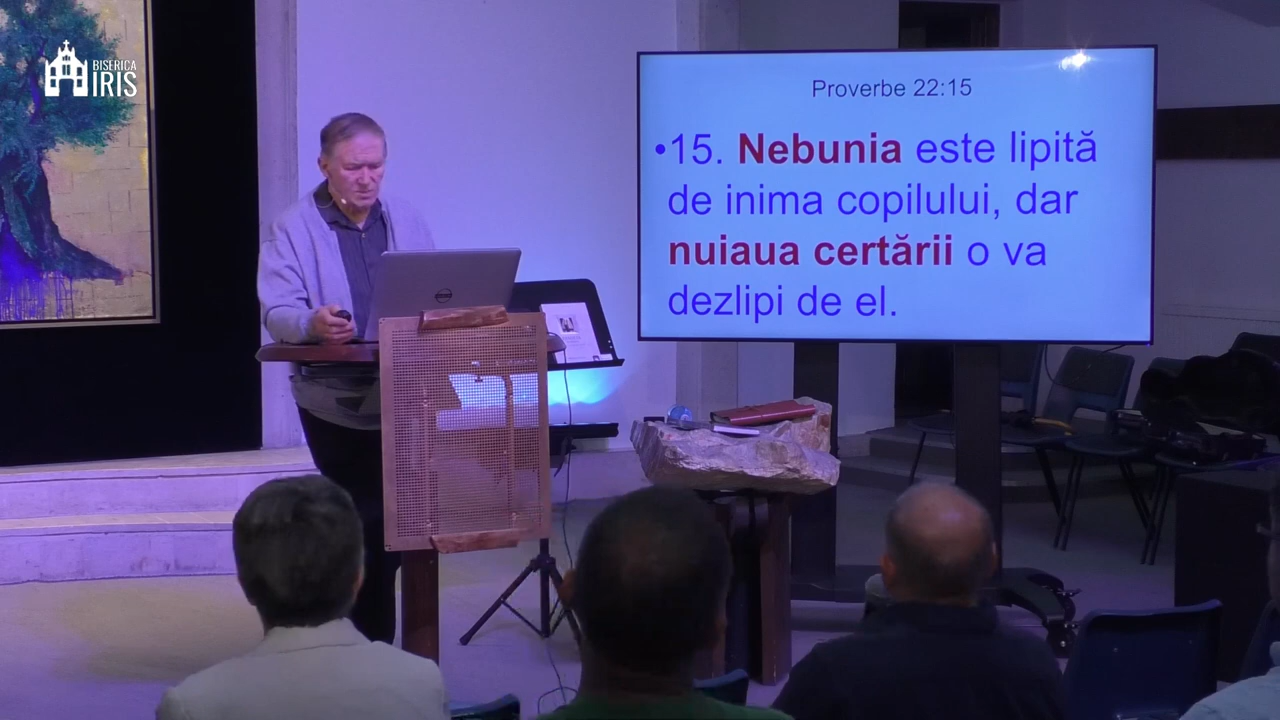 BISERICA
IRIS
Proverbe 22:15
•15. Nebunia este lipită
de inima copilului, dar
nuiaua certării o va
dezlipi de el.
DELL